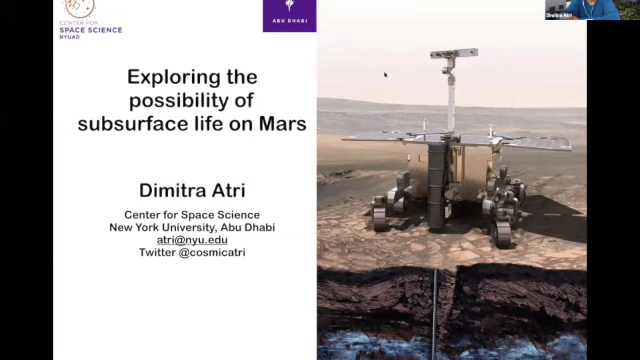 CENTER FOR
SPACE SCIENCE
NYUAD
ABU DHABI
Exploring the
possibility of
subsurface life on Mars
Dimitra Atri
Center for Space Science
New York University, Abu Dhabi
atri@nyu.edu
Twitter @cosmicatri
Dimitra Atri